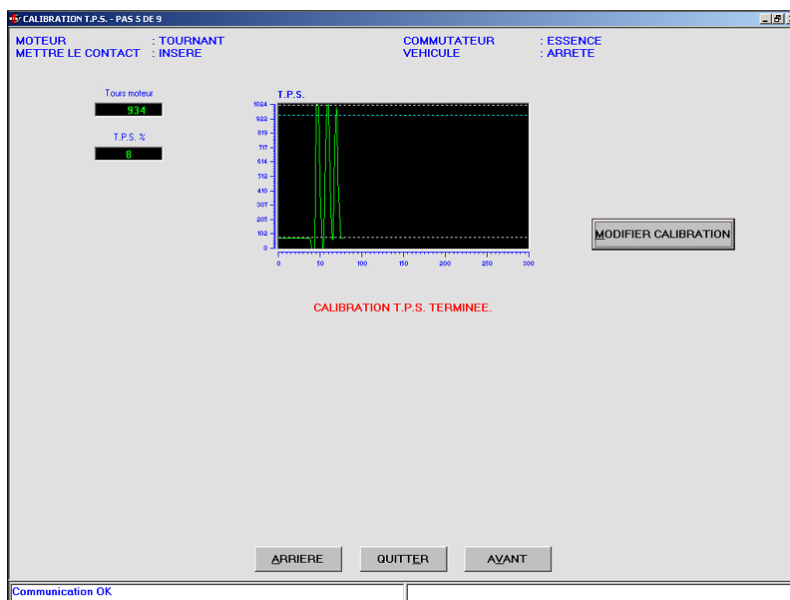 CALIBRATION T.P.S. - PAS 5 DE 9
MOTEUR : TOURNANT COMMUTATEUR : ESSENCE
METTRE LE CONTACT : INSERE VEHICULE : ARRETE
Tours moteur
934
T.P.S. %
8
T.P.S.
1024
922
819
717
614
512
410
307
205
102
0
0 50 100 150 200 250 300
MODIFIER CALIBRATION
CALIBRATION T.P.S. TERMINEE.
ARRIERE QUITTER AVANT
Communication OK